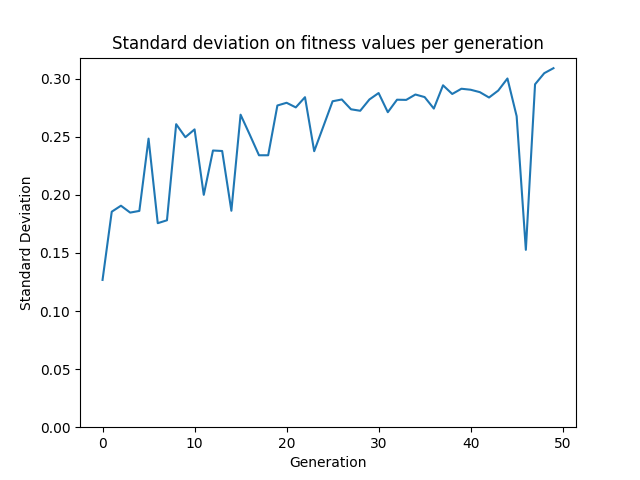 Standard deviation on fitness values per generation
0.30
0.25
0.20
0.15
0.10
0.05
0.00
Standard Deviation
0 10 20 30 40 50
Generation